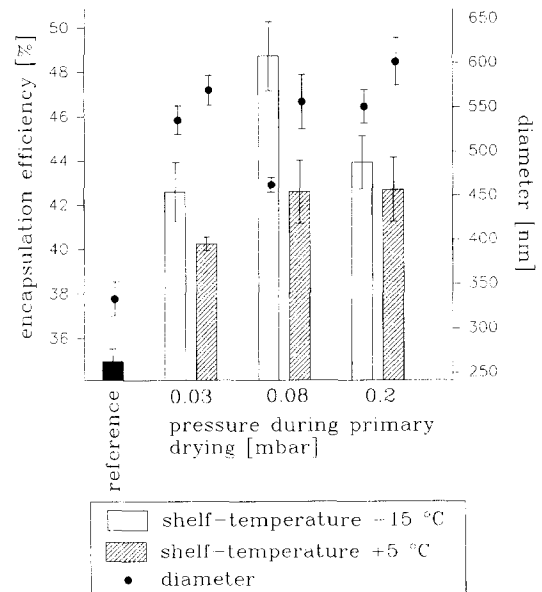 encapsulation efficiency [%]
50
48
46
44
42
40
38
36
650
600
550
500
450
400
350
300
250
diameter
[nm]
reference
0.03
0.08
0.2
pressure during primary
drying [mbar]
shelf-temperature -15 °C
shelf-temperature +5 °C
diameter